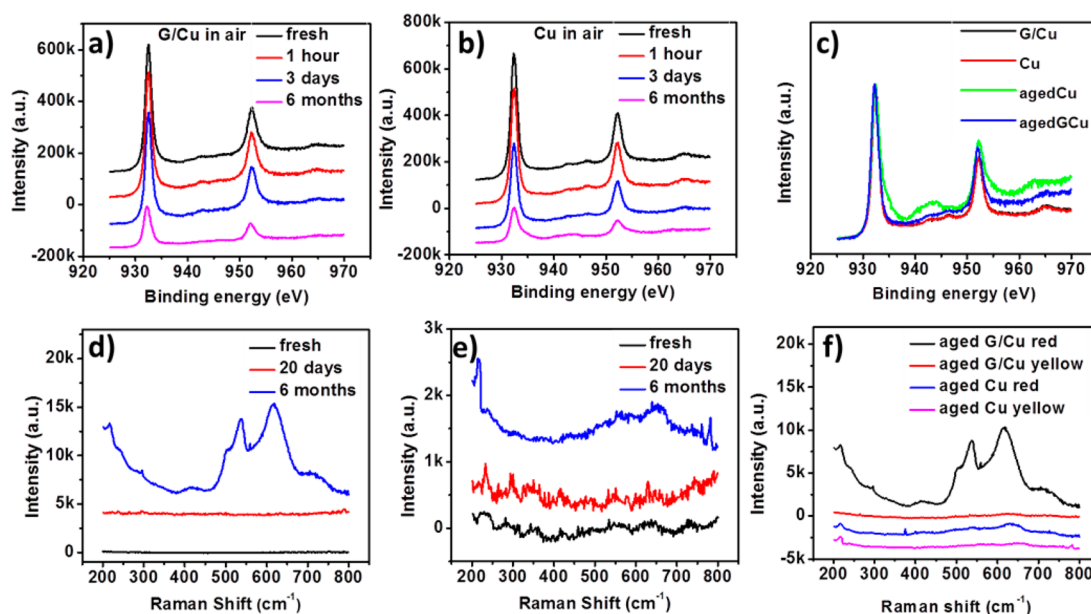 a) G/Cu in air
fresh
1 hour
3 days
6 months
600k
400k
200k
0
-200k
920 930 940 950 960 970
Binding energy (eV)
Intensity (a.u.)
b) Cu in air
fresh
1 hour
3 days
6 months
800k
600k
400k
200k
0
-200k
920 930 940 950 960 970
Binding energy (eV)
Intensity (a.u.)
c)
G/Cu
Cu
agedCu
agedGCu
920 930 940 950 960 970
Binding energy (eV)
Intensity (a.u.)
d)
fresh
20 days
6 months
20k
15k
10k
5k
0
200 300 400 500 600 700 800
Raman Shift (cm⁻¹)
Intensity (a.u.)
e)
fresh
20 days
6 months
3k
2k
1k
0
200 300 400 500 600 700 800
Raman Shift (cm⁻¹)
Intensity (a.u.)
f)
aged G/Cu red
aged G/Cu yellow
aged Cu red
aged Cu yellow
20k
15k
10k
5k
0
-5k
200 300 400 500 600 700 800
Raman shift (cm⁻¹)
Intensity (a.u.)